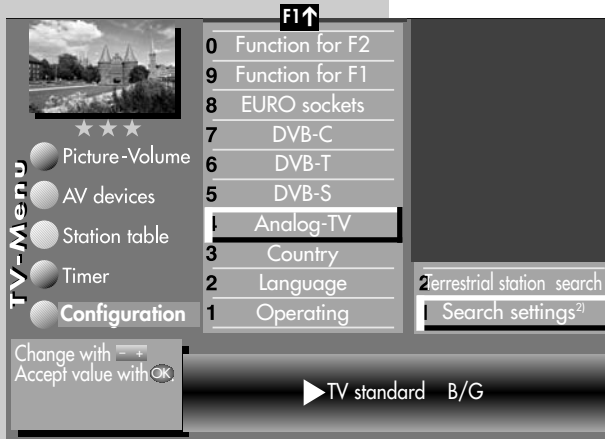 F1↑
0 Function for F2
9 Function for F1
8 EURO sockets
7 DVB-C
6 DVB-T
5 DVB-S
4 Analog-TV
3 Country
2 Language
1 Operating
TV-Menu
Picture-Volume
AV devices
Station table
Timer
Configuration
2 Terrestrial station search
1 Search settings2)
Change with - +
Accept value with OK.
TV standard B/G